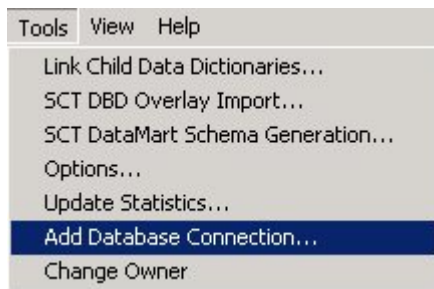 Tools View Help
Link Child Data Dictionaries...
SCT DBD Overlay Import...
SCT DataMart Schema Generation...
Options...
Update Statistics...
Add Database Connection...
Change Owner